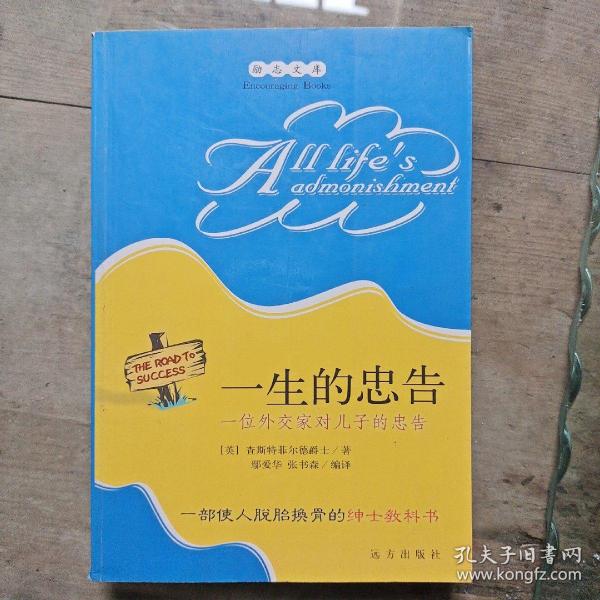 励志文库
Encouraging Books
All life's
admonishment
THE ROAD TO
SUCCESS
一生的忠告
一位外交家对儿子的忠告
[英] 查斯特菲尔德爵士/著
鄢爱华 张书森/编译
一部使人脱胎换骨的绅士教科书
远方出版社
孔夫子旧书网
www.kongfz.com